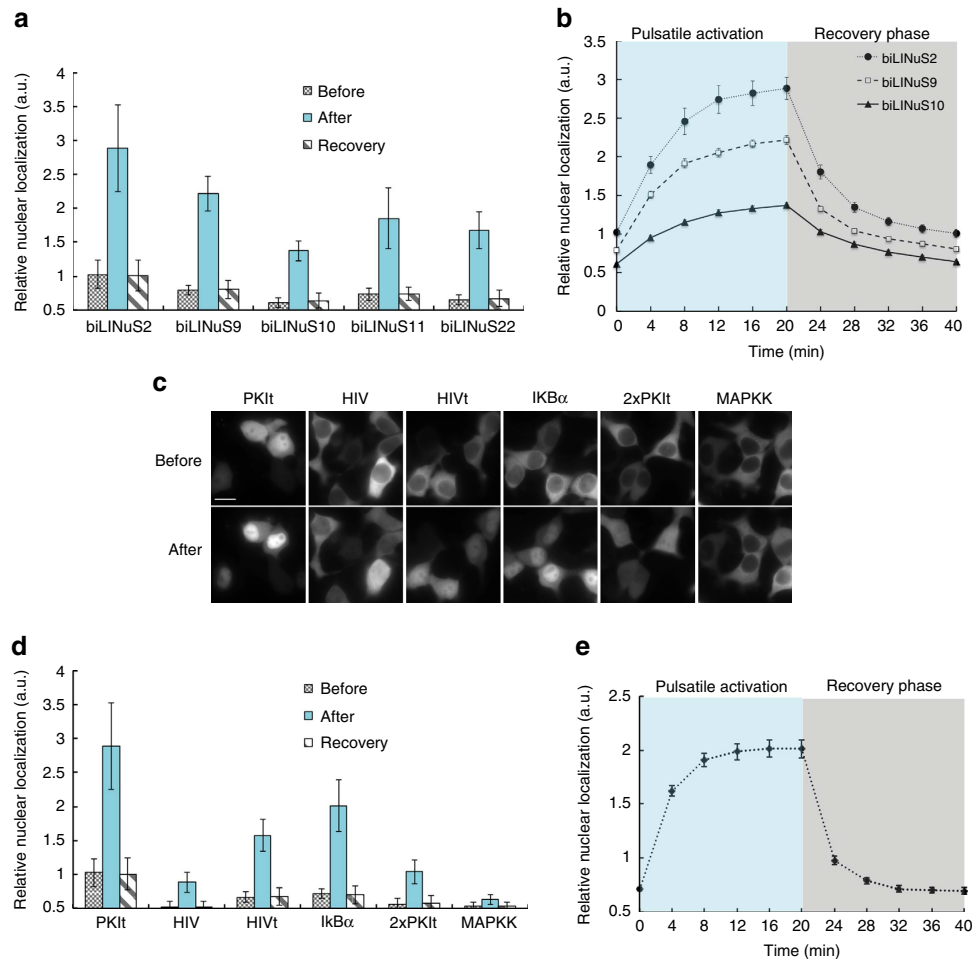 a
Relative nuclear localization (a.u.)
4
3.5
3
2.5
2
1.5
1
0.5
Before
After
Recovery
biLINuS2 biLINuS9 biLINuS10 biLINuS11 biLINuS22
b
Pulsatile activation Recovery phase
Relative nuclear localization (a.u.)
3.5
3
2.5
2
1.5
1
0.5
0
biLINuS2
biLINuS9
biLINuS10
0 4 8 12 16 20 24 28 32 36 40
Time (min)
c
PKIt HIV HIVt IKBα 2xPKIt MAPKK
Before
After
d
Relative nuclear localization (a.u.)
4
3.5
3
2.5
2
1.5
1
0.5
Before
After
Recovery
PKIt HIV HIVt IkBα 2xPKIt MAPKK
e
Pulsatile activation Recovery phase
Relative nuclear localization (a.u.)
2.5
2
1.5
1
0.5
0 4 8 12 16 20 24 28 32 36 40
Time (min)